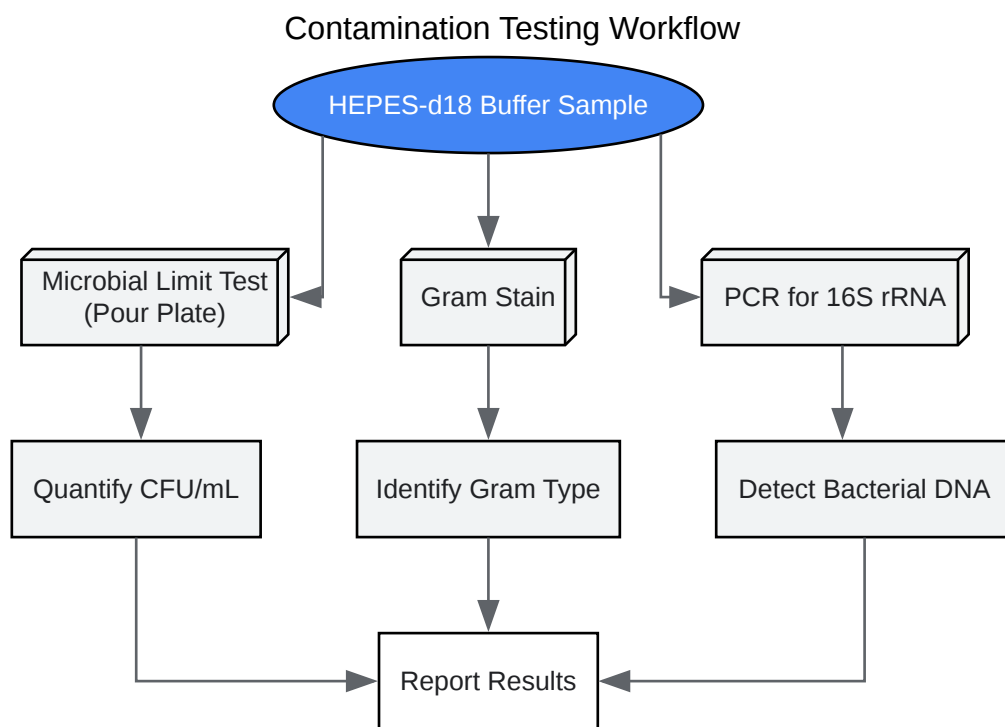 Contamination Testing Workflow
HEPES-d18 Buffer Sample
Microbial Limit Test
(Pour Plate)
Gram Stain
PCR for 16S rRNA
Quantify CFU/mL
Identify Gram Type
Detect Bacterial DNA
Report Results